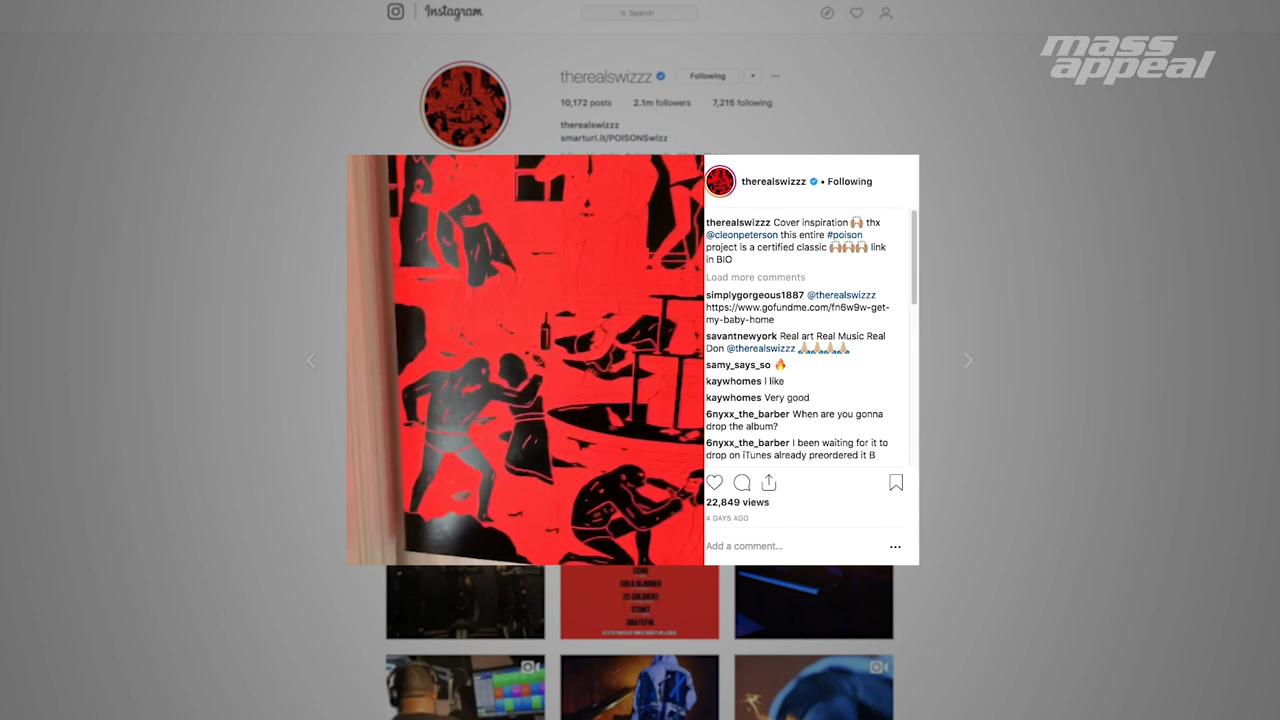 Instagram
Search
mass
appeal
therealswizzz
Following
10,172 posts 2.1m followers 7,215 following
therealswizzz
smarturl.it/POISONSwizz
therealswizzz • Following
therealswizzz Cover inspiration 🙌🏽 thx
@cleonpeterson this entire #poison
project is a certified classic 🙌🏽🙌🏽🙌🏽 link
in BIO
Load more comments
simplygorgeous1887 @therealswizzz
https://www.gofundme.com/fn6w9w-get-
my-baby-home
savantnewyork Real art Real Music Real
Don @therealswizzz 🙏🏼🙏🏼🙏🏼🙏🏼
samy_says_so 🔥
kaywhomes I like
kaywhomes Very good
6nyxx_the_barber When are you gonna
drop the album?
6nyxx_the_barber I been waiting for it to
drop on iTunes already preordered it B
22,849 views
4 DAYS AGO
Add a comment...
ECHO
COLD BLOODED
25 SOLDIERS
STUNT
GRATEFUL